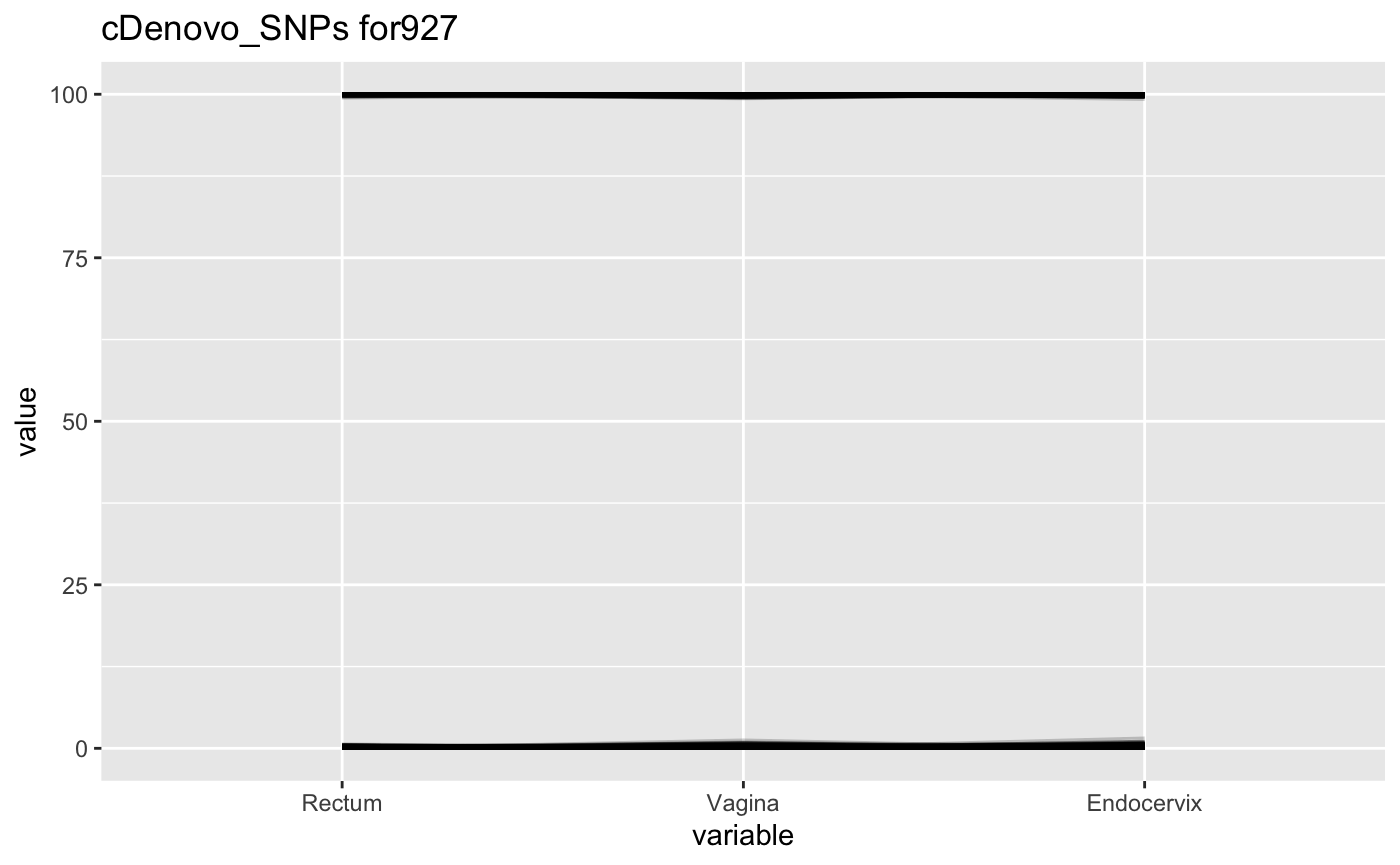 cDenovo_SNPs for927
100
75
50
25
0
value
Rectum Vagina Endocervix
variable